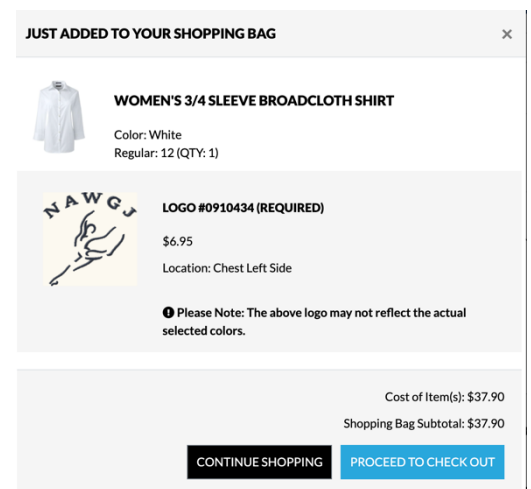 JUST ADDED TO YOUR SHOPPING BAG
×
WOMEN'S 3/4 SLEEVE BROADCLOTH SHIRT
Color: White
Regular: 12 (QTY: 1)
NAWGJ
LOGO #0910434 (REQUIRED)
$6.95
Location: Chest Left Side
Please Note: The above logo may not reflect the actual
selected colors.
Cost of Item(s): $37.90
Shopping Bag Subtotal: $37.90
CONTINUE SHOPPING
PROCEED TO CHECK OUT